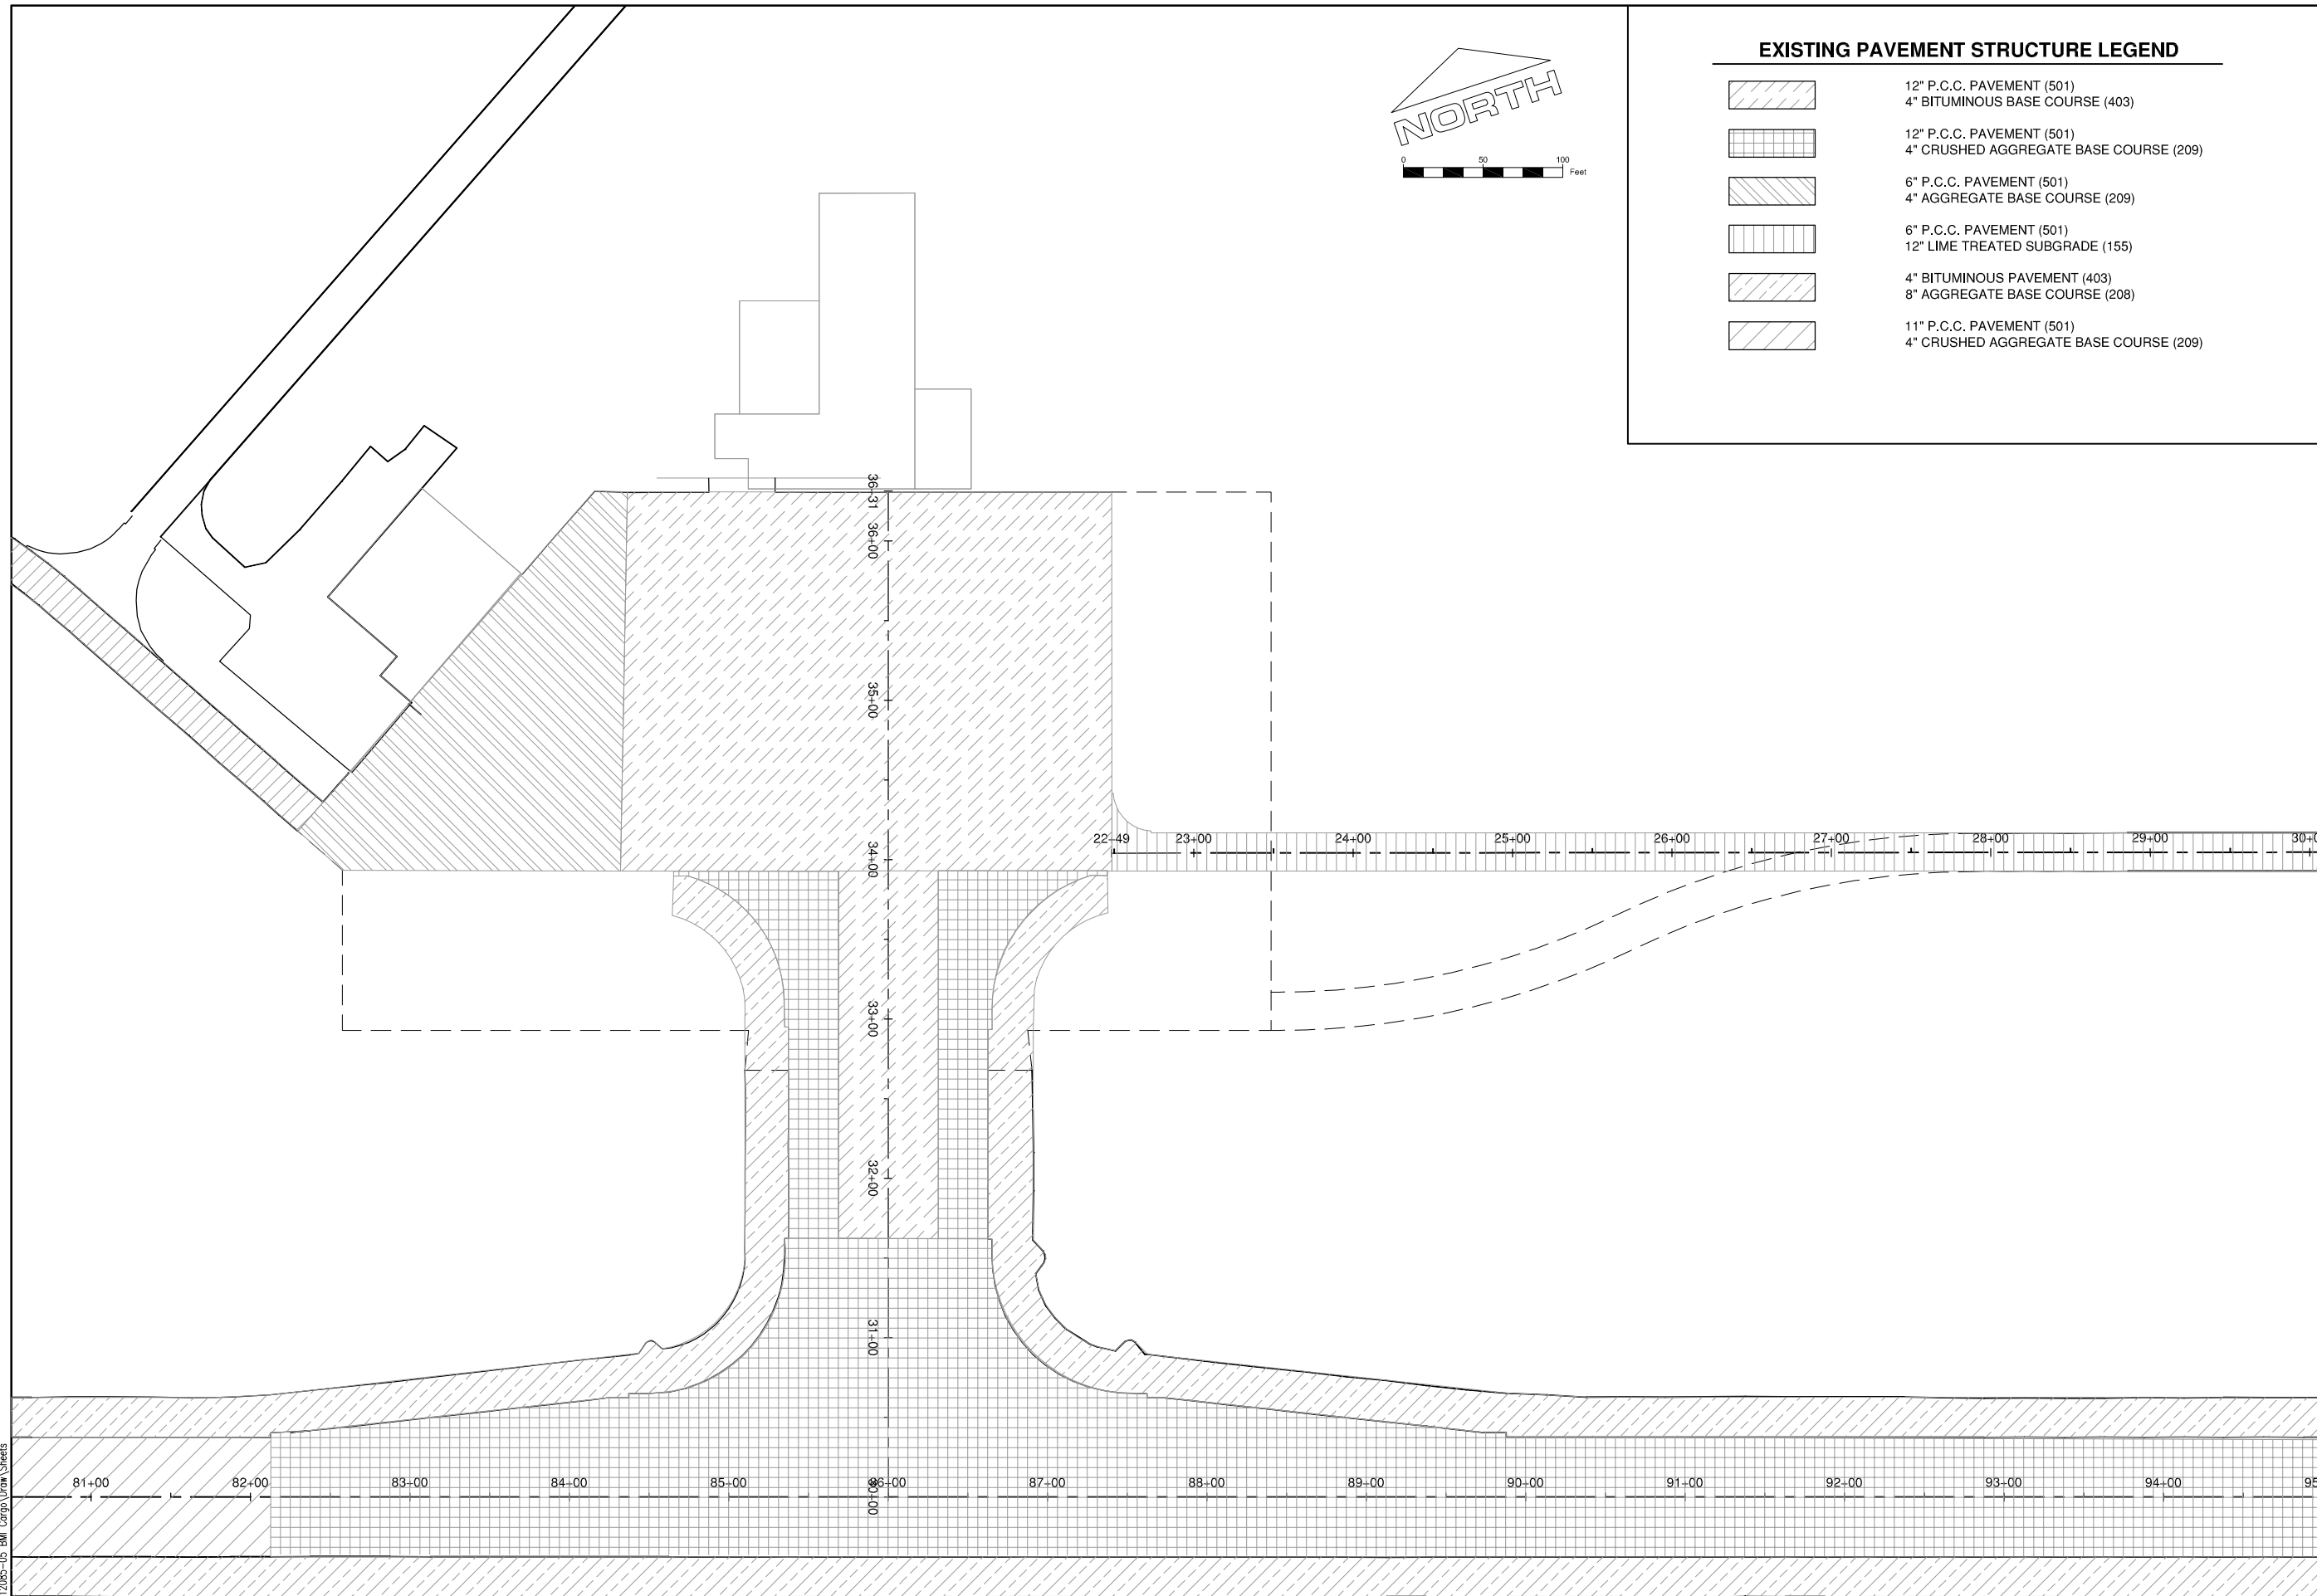 EXISTING PAVEMENT STRUCTURE LEGEND
12" P.C.C. PAVEMENT (501)
4" BITUMINOUS BASE COURSE (403)
12" P.C.C. PAVEMENT (501)
4" CRUSHED AGGREGATE BASE COURSE (209)
6" P.C.C. PAVEMENT (501)
4" AGGREGATE BASE COURSE (209)
6" P.C.C. PAVEMENT (501)
12" LIME TREATED SUBGRADE (155)
4" BITUMINOUS PAVEMENT (403)
8" AGGREGATE BASE COURSE (208)
11" P.C.C. PAVEMENT (501)
4" CRUSHED AGGREGATE BASE COURSE (209)
NORTH
0 50 100
Feet
36+31
36+00
35+00
34+00
33+00
32+00
31+00
22+49 23+00 24+00 25+00 26+00 27+00 28+00 29+00
81+00 82+00 83+00 84+00 85+00 86+00 87+00 88+00 89+00 90+00 91+00 92+00 93+00 94+00
12085-05 BMI Cargo\Draw\Sheets